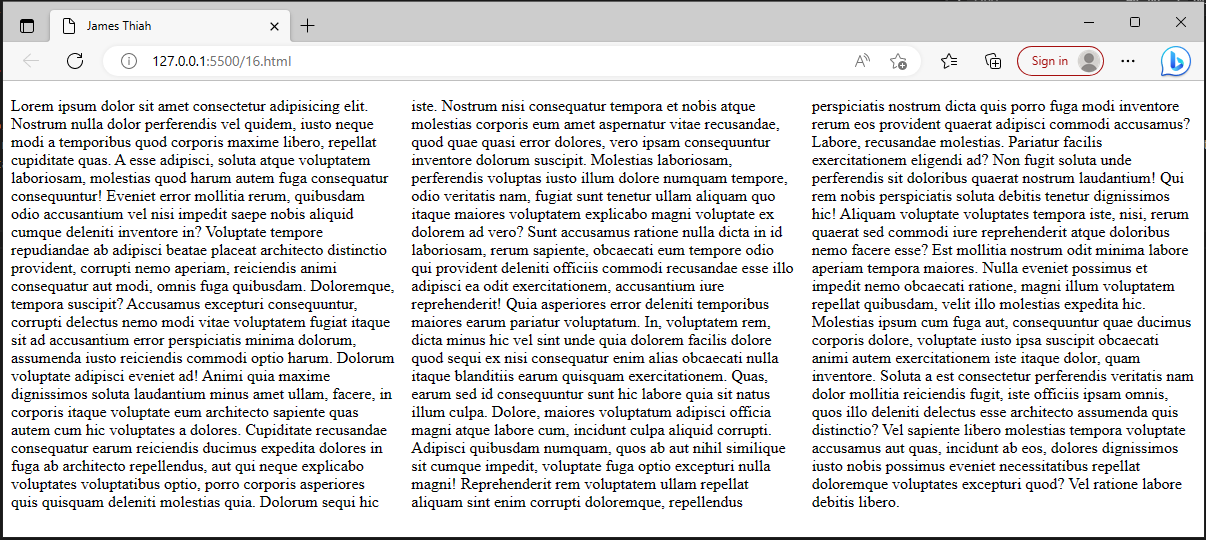 James Thiah
127.0.0.1:5500/16.html
Sign in
Lorem ipsum dolor sit amet consectetur adipisicing elit.
Nostrum nulla dolor perferendis vel quidem, iusto neque
modi a temporibus quod corporis maxime libero, repellat
cupiditate quas. A esse adipisci, soluta atque voluptatem
laboriosam, molestias quod harum autem fuga consequatur
consequuntur! Eveniet error mollitia rerum, quibusdam
odio accusantium vel nisi impedit saepe nobis aliquid
cumque deleniti inventore in? Voluptate tempore
repudiandae ab adipisci beatae placeat architecto distinctio
provident, corrupti nemo aperiam, reiciendis animi
consequatur aut modi, omnis fuga quibusdam. Doloremque,
tempora suscipit? Accusamus excepturi consequuntur,
corrupti delectus nemo modi vitae voluptatem fugiat itaque
sit ad accusantium error perspiciatis minima dolorum,
assumenda iusto reiciendis commodi optio harum. Dolorum
voluptate adipisci eveniet ad! Animi quia maxime
dignissimos soluta laudantium minus amet ullam, facere, in
corporis itaque voluptate eum architecto sapiente quas
autem cum hic voluptates a dolores. Cupiditate recusandae
consequatur earum reiciendis ducimus expedita dolores in
fuga ab architecto repellendus, aut qui neque explicabo
voluptates voluptatibus optio, porro corporis asperiores
quis quisquam deleniti molestias quia. Dolorum sequi hic
iste. Nostrum nisi consequatur tempora et nobis atque
molestias corporis eum amet aspernatur vitae recusandae,
quod quae quasi error dolores, vero ipsam consequuntur
inventore dolorum suscipit. Molestias laboriosam,
perferendis voluptas iusto illum dolore numquam tempore,
odio veritatis nam, fugiat sunt tenetur ullam aliquam quo
itaque maiores voluptatem explicabo magni voluptate ex
dolorem ad vero? Sunt accusamus ratione nulla dicta in id
laboriosam, rerum sapiente, obcaecati eum tempore odio
qui provident deleniti officiis commodi recusandae esse illo
adipisci ea odit exercitationem, accusantium iure
reprehenderit! Quia asperiores error deleniti temporibus
maiores earum pariatur voluptatum. In, voluptatem rem,
dicta minus hic vel sint unde quia dolorem facilis dolore
quod sequi ex nisi consequatur enim alias obcaecati nulla
itaque blanditiis earum quisquam exercitationem. Quas,
earum sed id consequuntur sunt hic labore quia sit natus
illum culpa. Dolore, maiores voluptatum adipisci officia
magni atque labore cum, incidunt culpa aliquid corrupti.
Adipisci quibusdam numquam, quos ab aut nihil similique
sit cumque impedit, voluptate fuga optio excepturi nulla
magni! Reprehenderit rem voluptatem ullam repellat
aliquam sint enim corrupti doloremque, repellendus
perspiciatis nostrum dicta quis porro fuga modi inventore
rerum eos provident quaerat adipisci commodi accusamus?
Labore, recusandae molestias. Pariatur facilis
exercitationem eligendi ad? Non fugit soluta unde
perferendis sit doloribus quaerat nostrum laudantium! Qui
rem nobis perspiciatis soluta debitis tenetur dignissimos
hic! Aliquam voluptate voluptates tempora iste, nisi, rerum
quaerat sed commodi iure reprehenderit atque doloribus
nemo facere esse? Est mollitia nostrum odit minima labore
aperiam tempora maiores. Nulla eveniet possimus et
impedit nemo obcaecati ratione, magni illum voluptatem
repellat quibusdam, velit illo molestias expedita hic.
Molestias ipsum cum fuga aut, consequuntur quae ducimus
corporis dolore, voluptate iusto ipsa suscipit obcaecati
animi autem exercitationem iste itaque dolor, quam
inventore. Soluta a est consectetur perferendis veritatis nam
dolor mollitia reiciendis fugit, iste officiis ipsam omnis,
quos illo deleniti delectus esse architecto assumenda quis
distinctio? Vel sapiente libero molestias tempora voluptate
accusamus aut quas, incidunt ab eos, dolores dignissimos
iusto nobis possimus eveniet necessitatibus repellat
doloremque voluptates excepturi quod? Vel ratione labore
debitis libero.